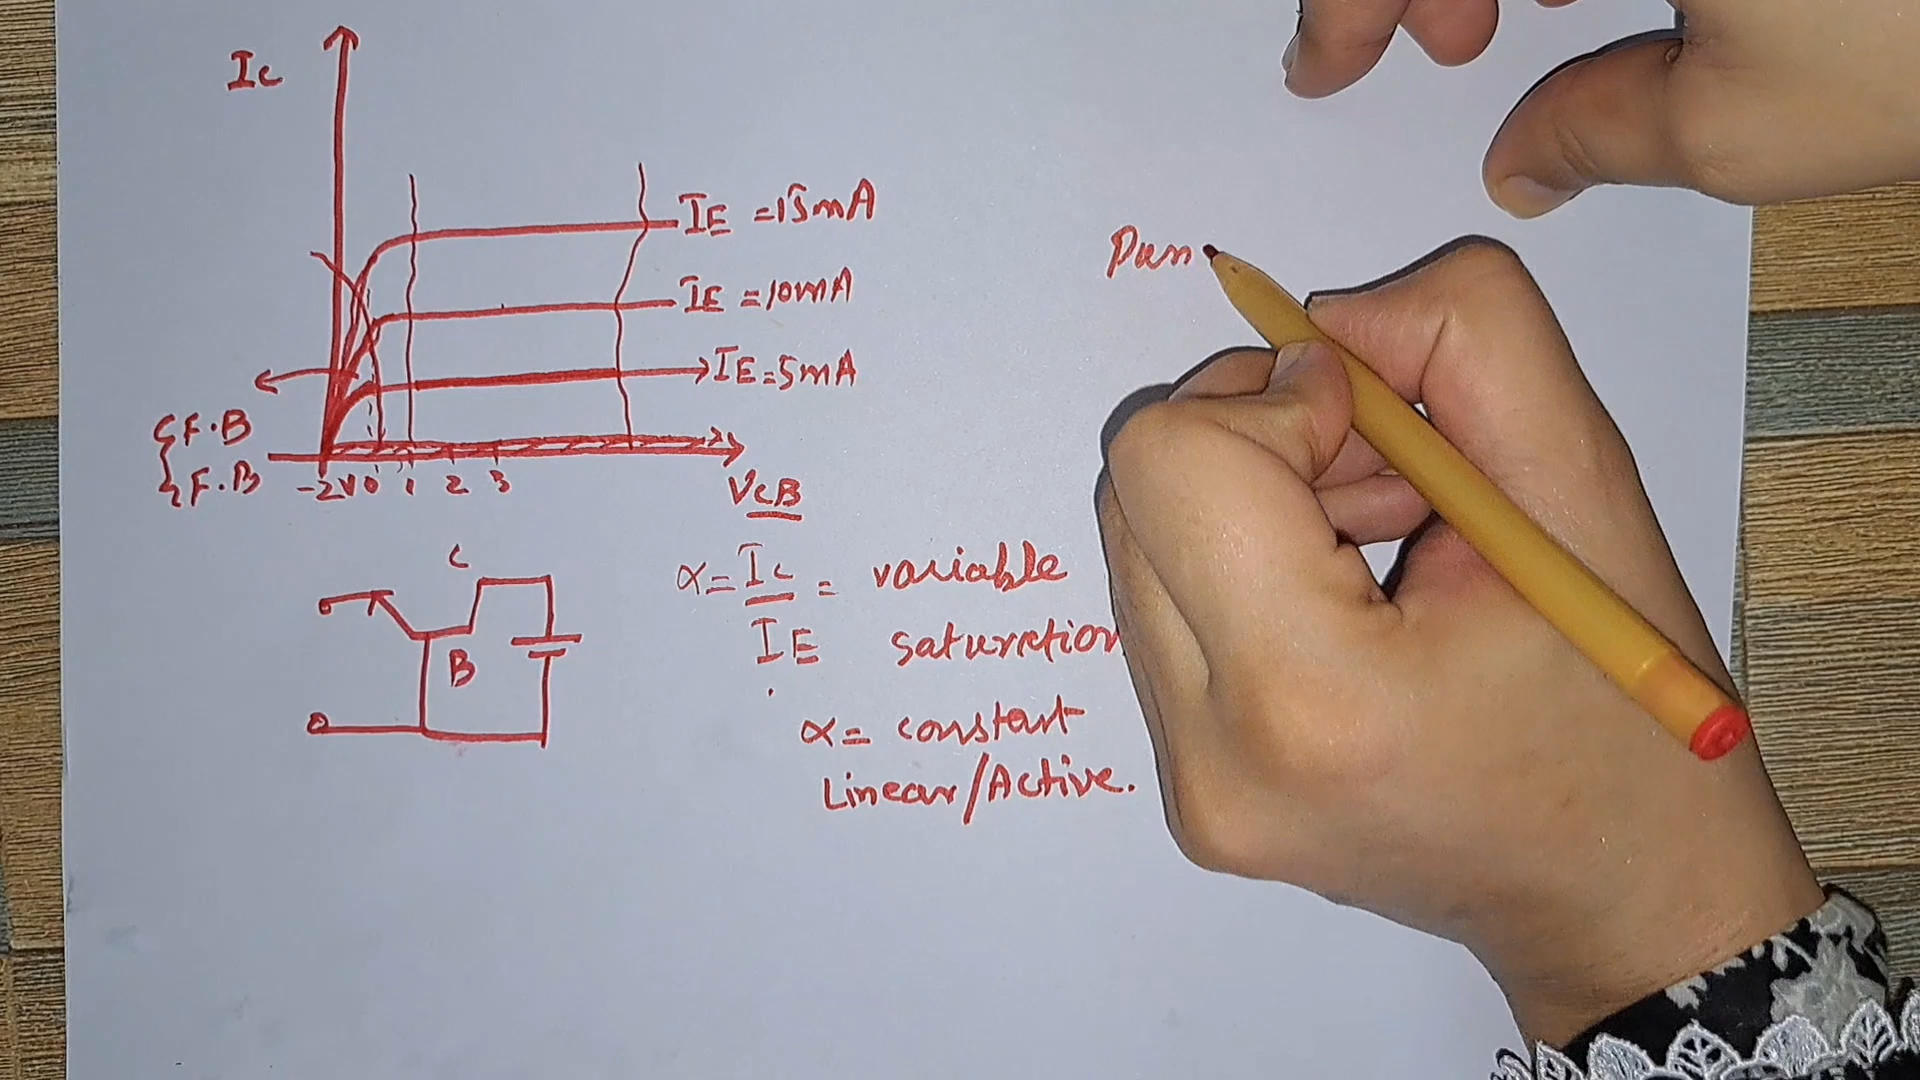 Ic
IE =15mA
Pun
IE =10mA
IE=5mA
{F.B
{F.B
-2V 0 1 2 3
VCB
C
B
α= Ic = variable
IE saturction
α= constant
Linear/Active.